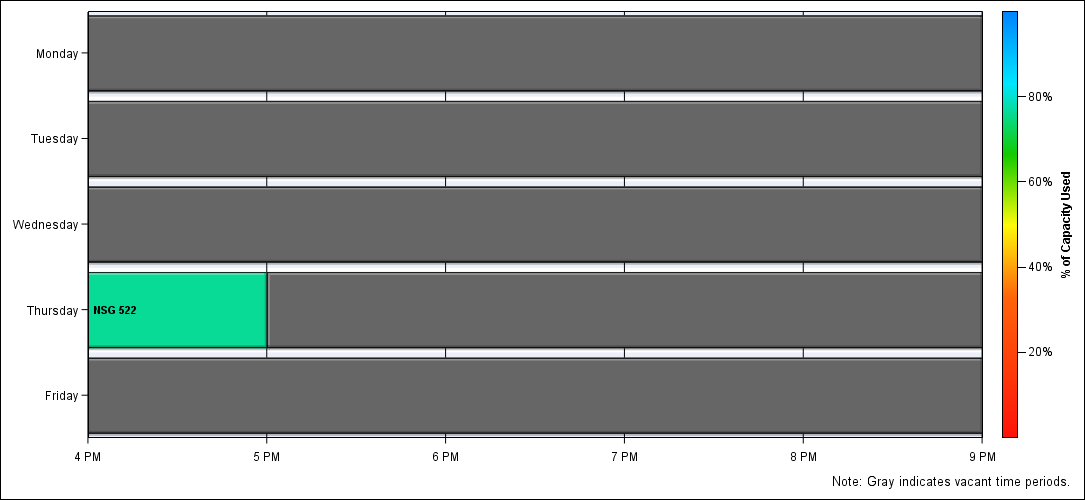 Monday
Tuesday
Wednesday
Thursday
Friday
NSG 522
4 PM 5 PM 6 PM 7 PM 8 PM 9 PM
80%
60%
40%
20%
% of Capacity Used
Note: Gray indicates vacant time periods.